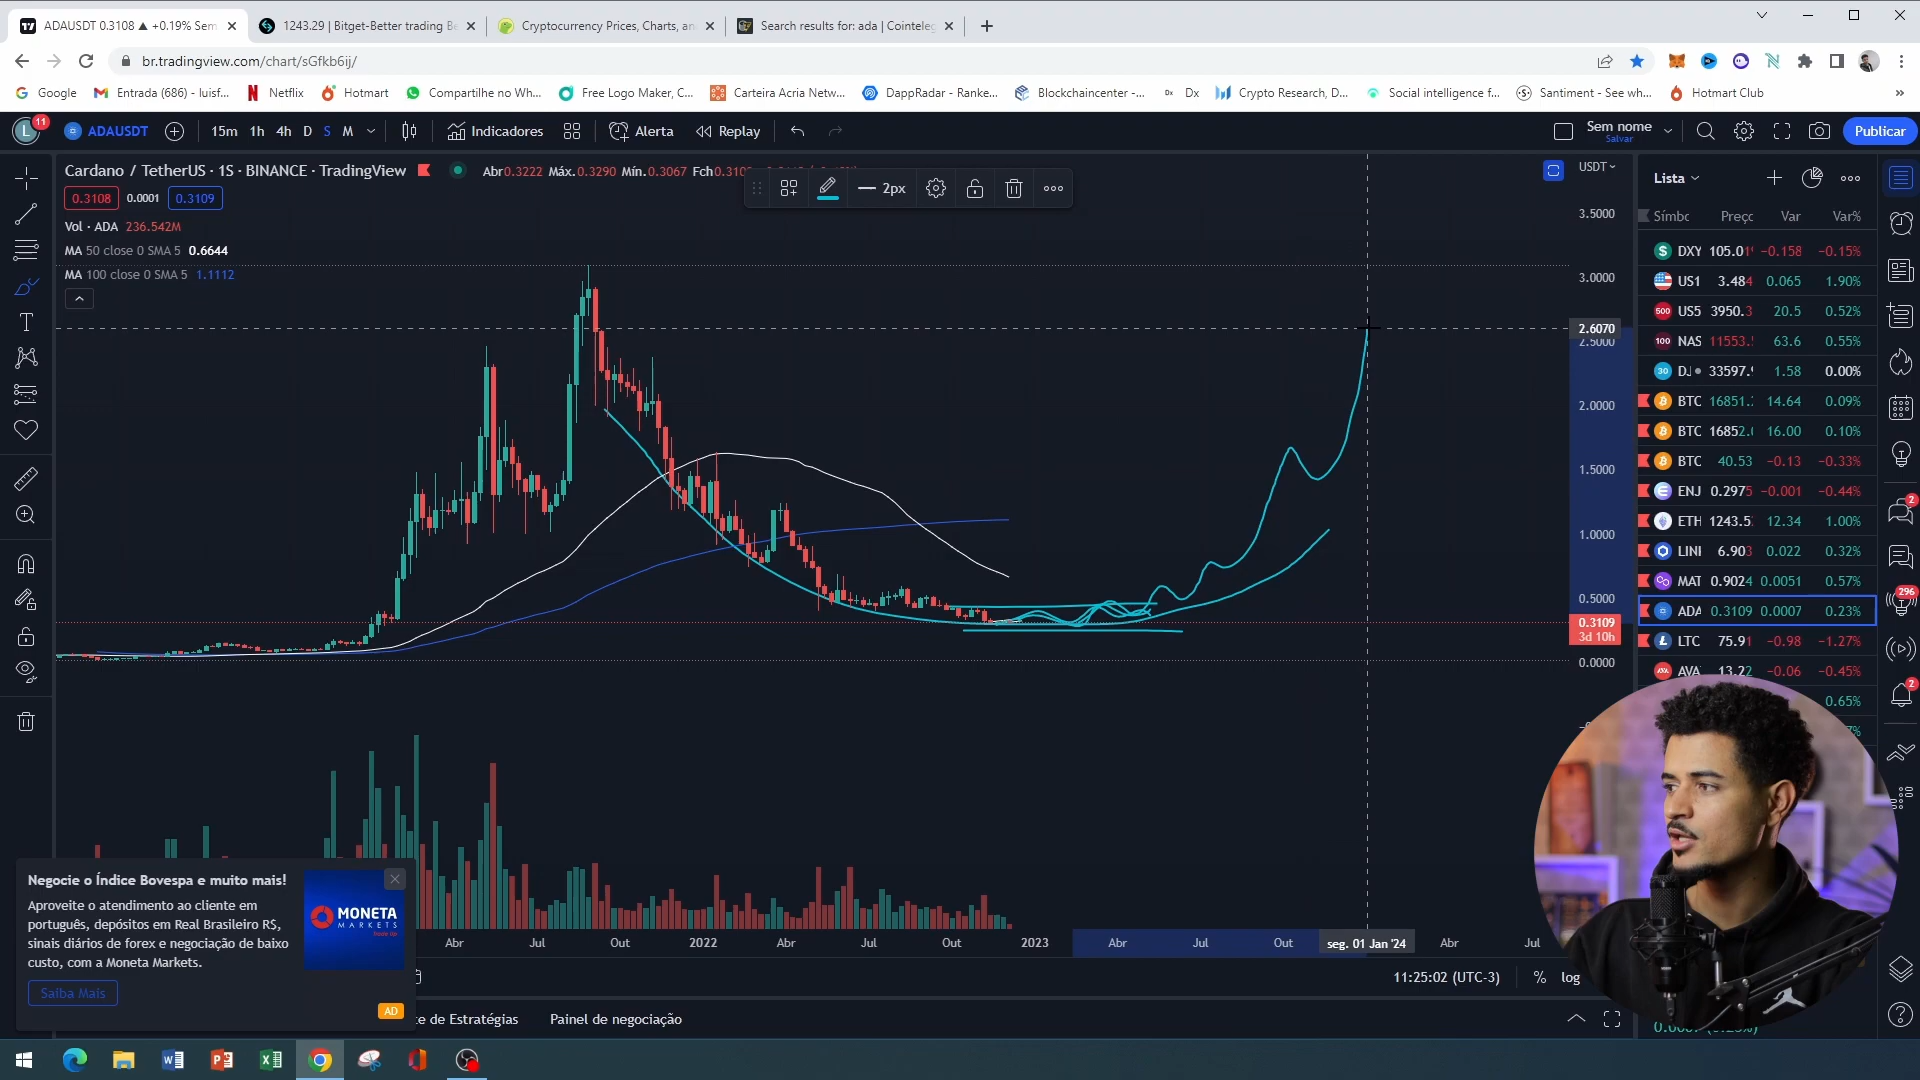 ADAUSDT 0.3108 ▲ +0.19% Sem
1243.29 | Bitget-Better trading Be
Cryptocurrency Prices, Charts, an
Search results for: ada | Cointeleg
br.tradingview.com/chart/sGfkb6ij/
Google
Entrada (686) - luisf...
Netflix
Hotmart
Compartilhe no Wh...
Free Logo Maker, C...
Carteira Acria Netw...
DappRadar - Ranke...
Blockchaincenter -...
Dx
Crypto Research, D...
Social intelligence f...
Santiment - See wh...
Hotmart Club
L
11
ADAUSDT
15m 1h 4h D S M
Indicadores
Alerta
Replay
Sem nome
Salvar
Publicar
Cardano / TetherUS · 1S · BINANCE · TradingView
Abr0.3222 Máx.0.3290 Mín.0.3067
0.3108 0.0001 0.3109
2px
Vol · ADA 236.542M
MA 50 close 0 SMA 5 0.6644
MA 100 close 0 SMA 5 1.1112
USDT
3.5000
3.0000
2.6070
2.5000
2.0000
1.5000
1.0000
0.5000
0.3109
3d 10h
0.0000
Lista
Preço Var Var%
DXY −0.158 −0.15%
US1 3.484 0.065 1.90%
500 US5 3950.3 20.5 0.52%
100 NAS 63.6 0.55%
30 DJ 1.58 0.00%
BTC 14.64 0.09%
BTC 16.00 0.10%
BTC 40.53 −0.13 −0.33%
ENJ 0.2975 −0.001 −0.44%
ETH 12.34 1.00%
LINI 6.903 0.022 0.32%
MAT 0.9024 0.0051 0.57%
ADA 0.3109 0.0007 0.23%
LTC 75.91 −0.98 −1.27%
AVA 13.22 −0.06 −0.45%
0.65%
2
296
2
Abr Jul Out 2022 Abr Jul Out 2023 Abr Jul Out seg. 01 Jan '24 Abr Jul
11:25:02 (UTC-3)
%
log
Negocie o Índice Bovespa e muito mais!
Aproveite o atendimento ao cliente em
português, depósitos em Real Brasileiro R$,
sinais diários de forex e negociação de baixo
custo, com a Moneta Markets.
MONETA
MARKETS
Saiba Mais
AD
te de Estratégias
Painel de negociação